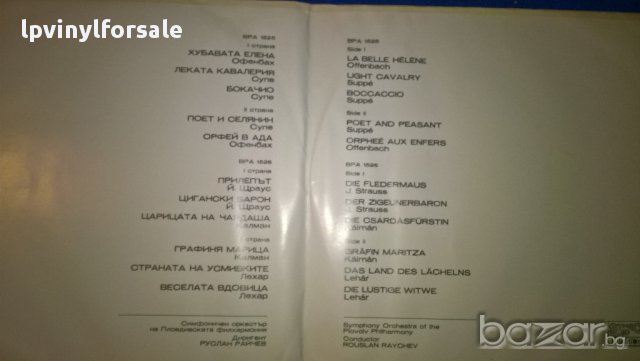 lpvinylforsale
ВРА 1625
I страна
ХУБАВАТА ЕЛЕНА
Офенбах
ЛЕКАТА КАВАЛЕРИЯ
Супе
БОКАЧИО
Супе
II страна
ПОЕТ И СЕЛЯНИН
Супе
ОРФЕЙ В АДА
Офенбах
ВРА 1626
I страна
ПРИЛЕПЪТ
Й. Щраус
ЦИГАНСКИ БАРОН
Й. Щраус
ЦАРИЦАТА НА ЧАРДАША
Калман
страна
ГРАФИНЯ МАРИЦА
Калман
СТРАНАТА НА УСМИВКИТЕ
Лехар
ВЕСЕЛАТА ВДОВИЦА
Лехар
Симфоничен оркестър
на Пловдивската филхармония
Диригент
РУСЛАН РАЙЧЕВ
BPA 1625
Side I
LA BELLE HÉLÈNE
Offenbach
LIGHT CAVALRY
Suppé
BOCCACCIO
Suppé
Side II
POET AND PEASANT
Suppé
ORPHEÉ AUX ENFERS
Offenbach
BPA 1626
Side I
DIE FLEDERMAUS
J. Strauss
DER ZIGEUNERBARON
J. Strauss
DIE CSARDASFÜRSTIN
Kálmán
Side II
GRÄFIN MARITZA
Kálmán
DAS LAND DES LÄCHELNS
Lehár
DIE LUSTIGE WITWE
Lehár
Symphony Orchestra of the
Plovdiv Philharmony
Conductor
ROUSLAN RAYCHEV
bazar.bg